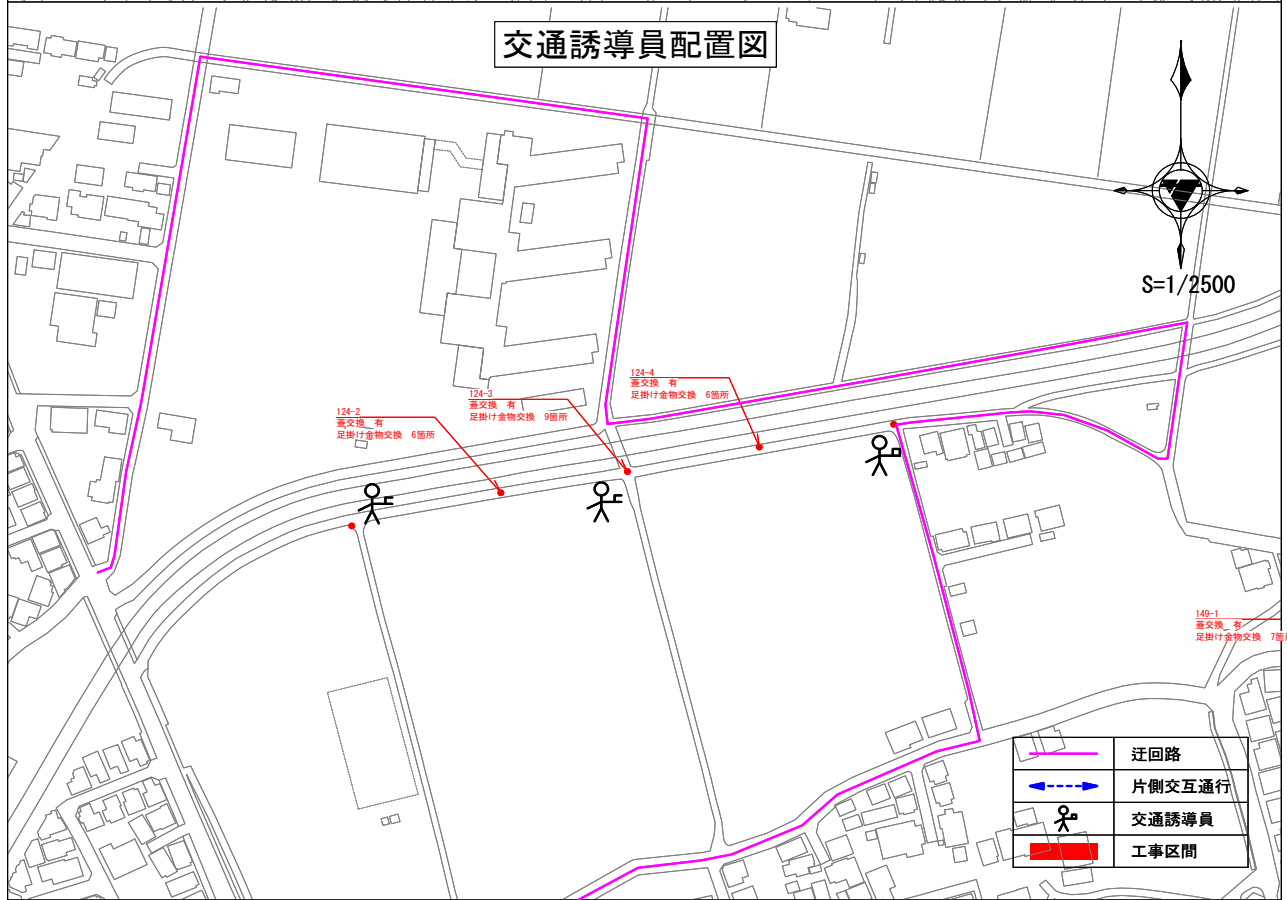 交通誘導員配置図
S=1/2500
124-4
蓋交換　有
足掛け金物交換　6箇所
124-3
蓋交換　有
足掛け金物交換　9箇所
124-2
蓋交換　有
足掛け金物交換　6箇所
149-1
蓋交換　有
足掛け金物交換　7箇所
迂回路
片側交互通行
交通誘導員
工事区間